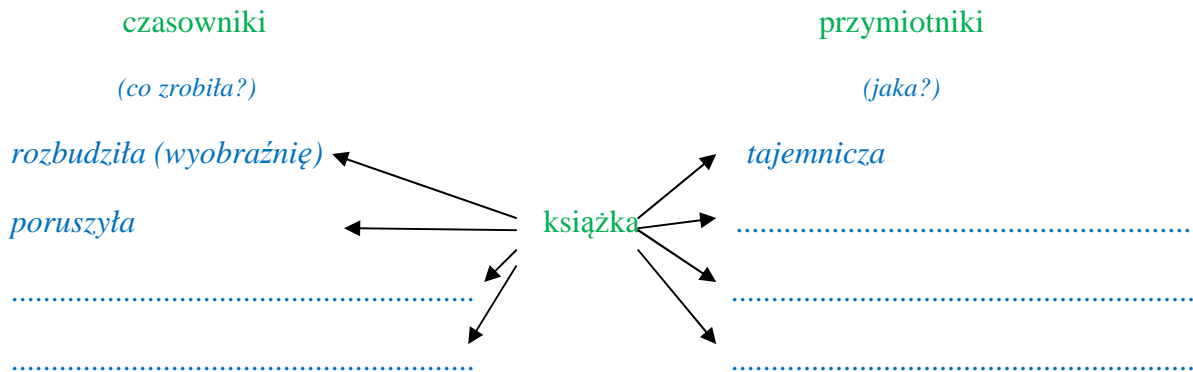 czasowniki przymiotniki
(co zrobiła?) (jaka?)
rozbudziła (wyobraźnię) tajemnicza
poruszyła książka ..........................................................
........................................................... ...........................................................
........................................................... ...........................................................